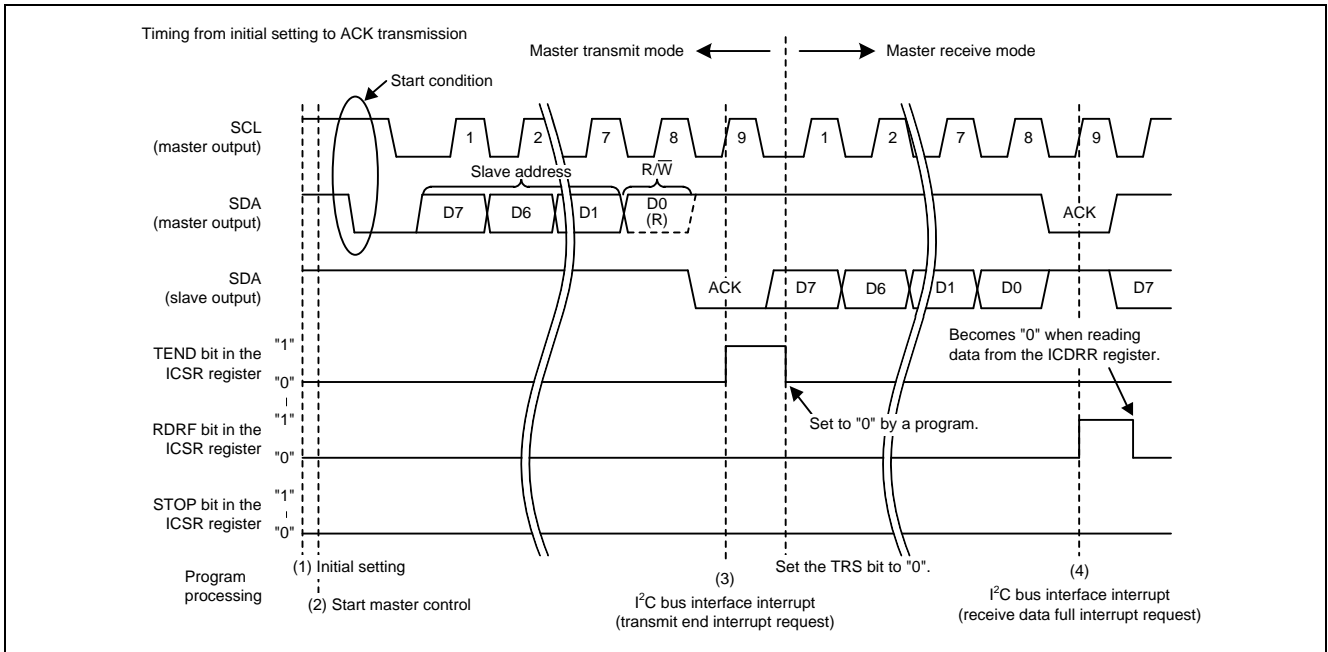 Timing from initial setting to ACK transmission
Master transmit mode
Master receive mode
Start condition
SCL
(master output)
1
2
7
8
9
1
2
7
8
9
Slave address
R/W̅
SDA
(master output)
D7
D6
D1
D0
(R)
ACK
SDA
(slave output)
ACK
D7
D6
D1
D0
D7
Becomes "0" when reading
data from the ICDRR register.
TEND bit in the
ICSR register
"1"
"0"
Set to "0" by a program.
RDRF bit in the
ICSR register
"1"
"0"
STOP bit in the
ICSR register
"1"
"0"
Program
processing
(1) Initial setting
(2) Start master control
(3)
I²C bus interface interrupt
(transmit end interrupt request)
Set the TRS bit to "0".
(4)
I²C bus interface interrupt
(receive data full interrupt request)